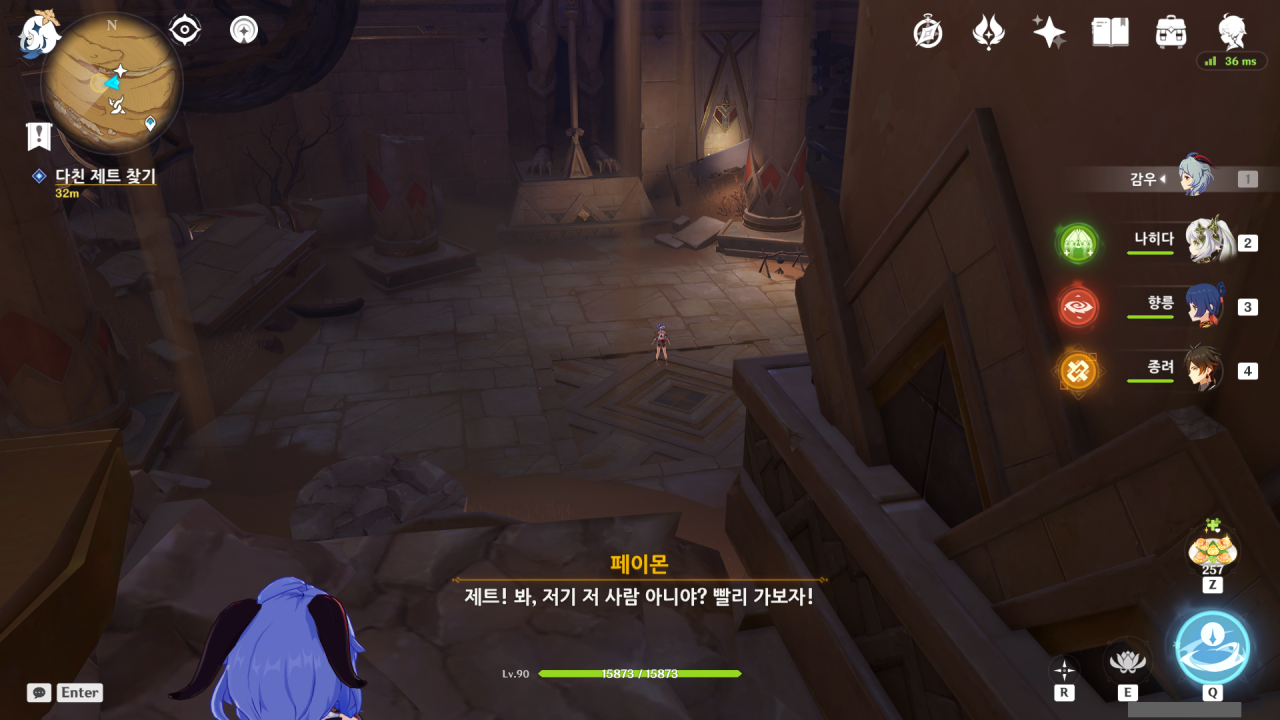 N
36 ms
다친 제트 찾기
32m
감우
1
나히다
2
향릉
3
종려
4
페이몬
제트! 봐, 저기 저 사람 아니야? 빨리 가보자!
257
Z
Lv.90
15873 / 15873
Enter
R
E
Q